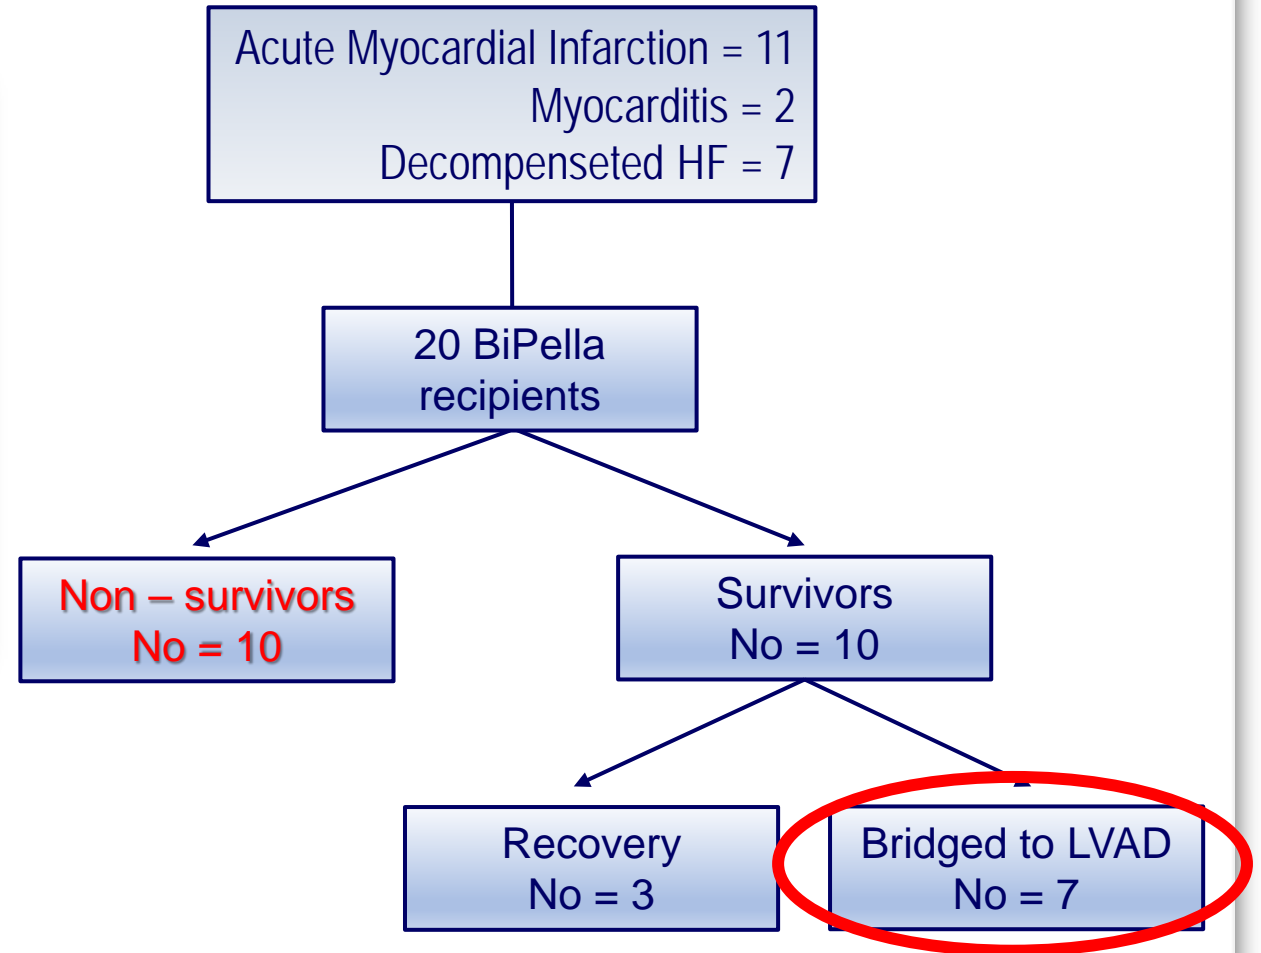 Acute Myocardial Infarction = 11
Myocarditis = 2
Decompenseted HF = 7
20 BiPella
recipients
Non – survivors
No = 10
Survivors
No = 10
Recovery
No = 3
Bridged to LVAD
No = 7